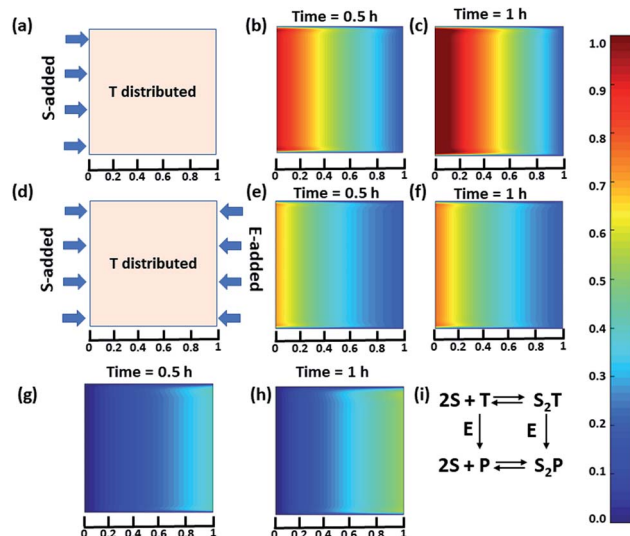 (a)
S-added
T distributed
0 0.2 0.4 0.6 0.8 1
(b)
Time = 0.5 h
0 0.2 0.4 0.6 0.8 1
(c)
Time = 1 h
0 0.2 0.4 0.6 0.8 1
(d)
S-added
T distributed
E-added
0 0.2 0.4 0.6 0.8 1
(e)
Time = 0.5 h
0 0.2 0.4 0.6 0.8 1
(f)
Time = 1 h
0 0.2 0.4 0.6 0.8 1
(g)
Time = 0.5 h
0 0.2 0.4 0.6 0.8 1
(h)
Time = 1 h
0 0.2 0.4 0.6 0.8 1
(i)
2S + T ⇌ S₂T
E ↓ E ↓
2S + P ⇌ S₂P
1.0
0.9
0.8
0.7
0.6
0.5
0.4
0.3
0.2
0.1
0.0